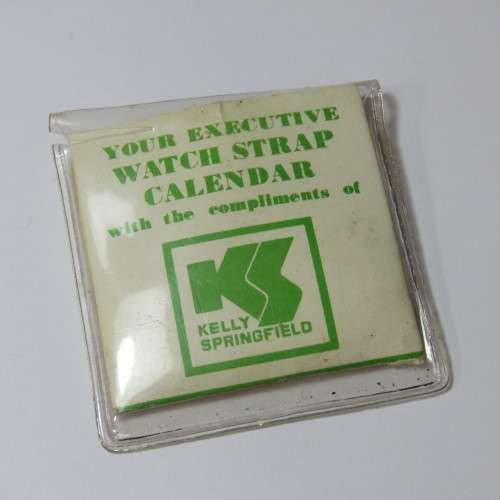 YOUR EXECUTIVE
WATCH STRAP
CALENDAR
with the compliments of
KS
KELLY
SPRINGFIELD